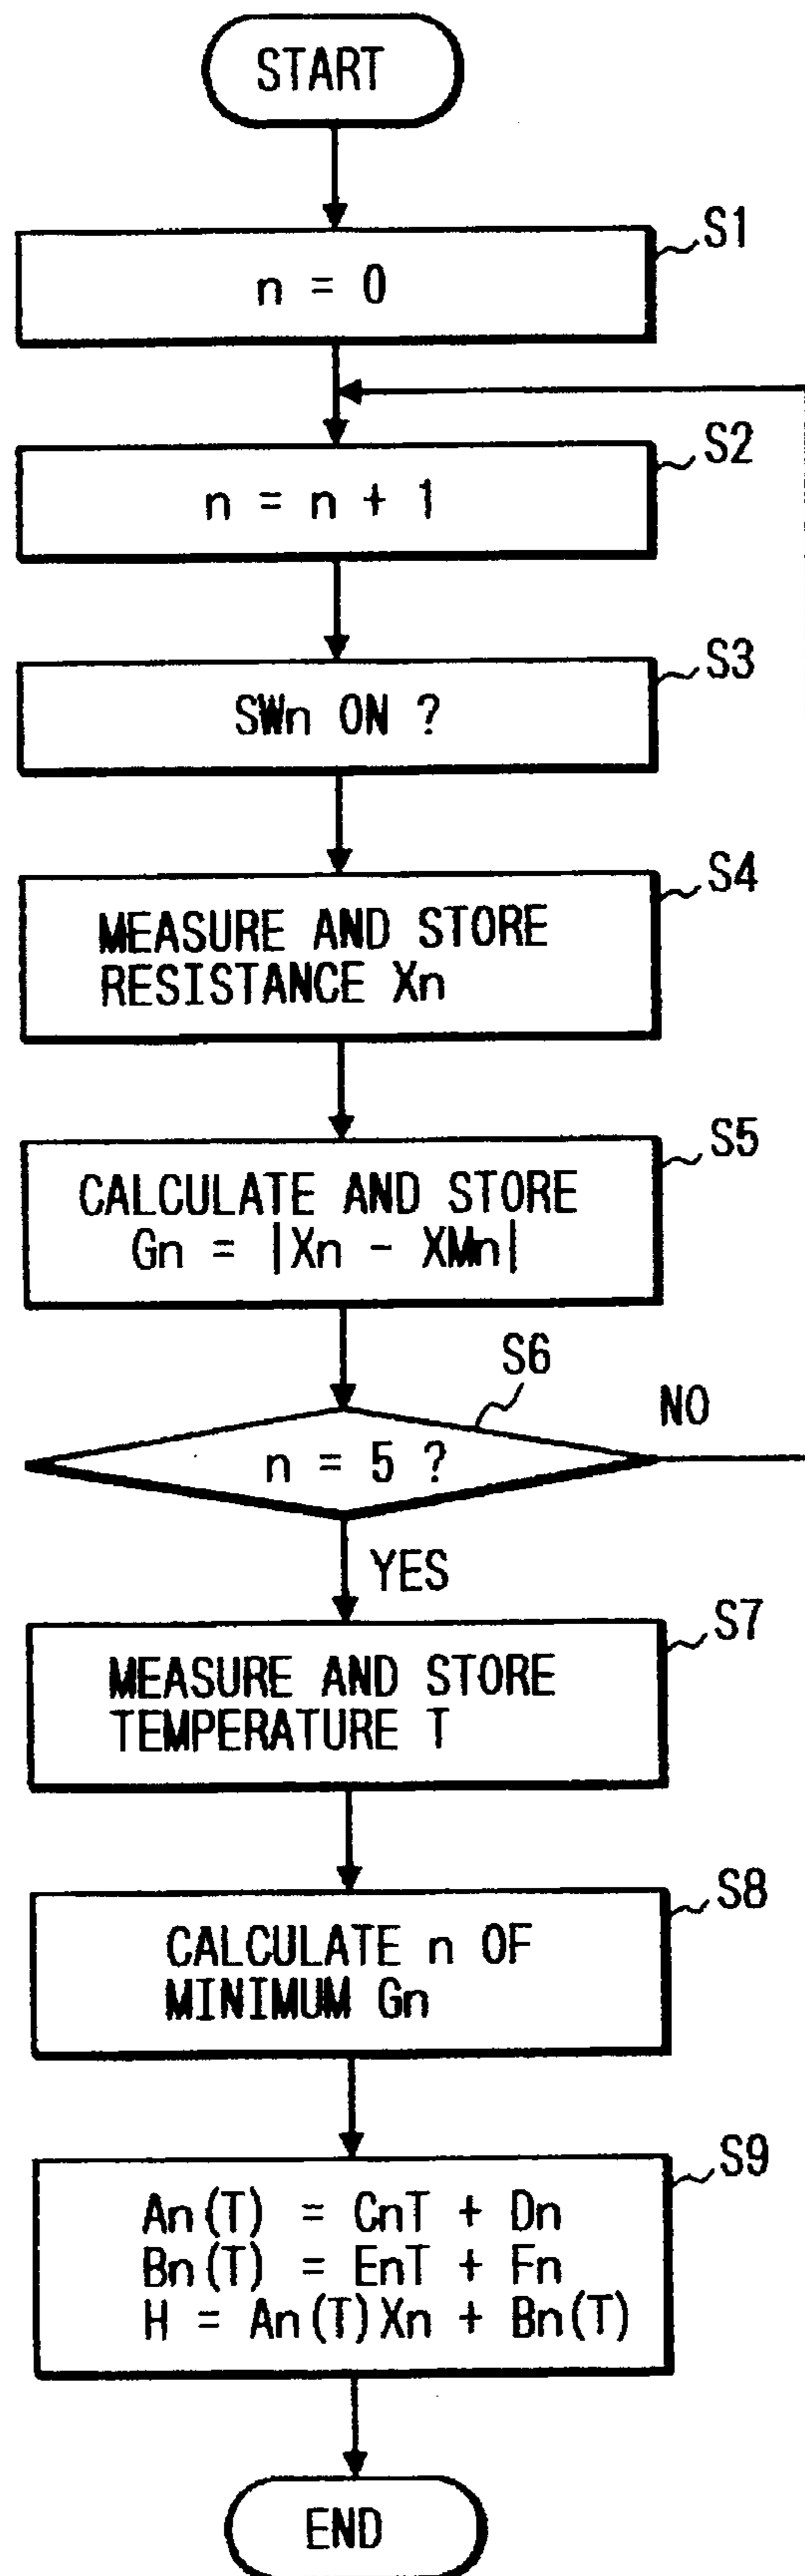 START
S1
n = 0
S2
n = n + 1
S3
SWn ON ?
S4
MEASURE AND STORE
RESISTANCE Xn
S5
CALCULATE AND STORE
Gn = |Xn - XMn|
S6
NO
n = 5 ?
YES
S7
MEASURE AND STORE
TEMPERATURE T
S8
CALCULATE n OF
MINIMUM Gn
S9
An(T) = CnT + Dn
Bn(T) = EnT + Fn
H = An(T)Xn + Bn(T)
END